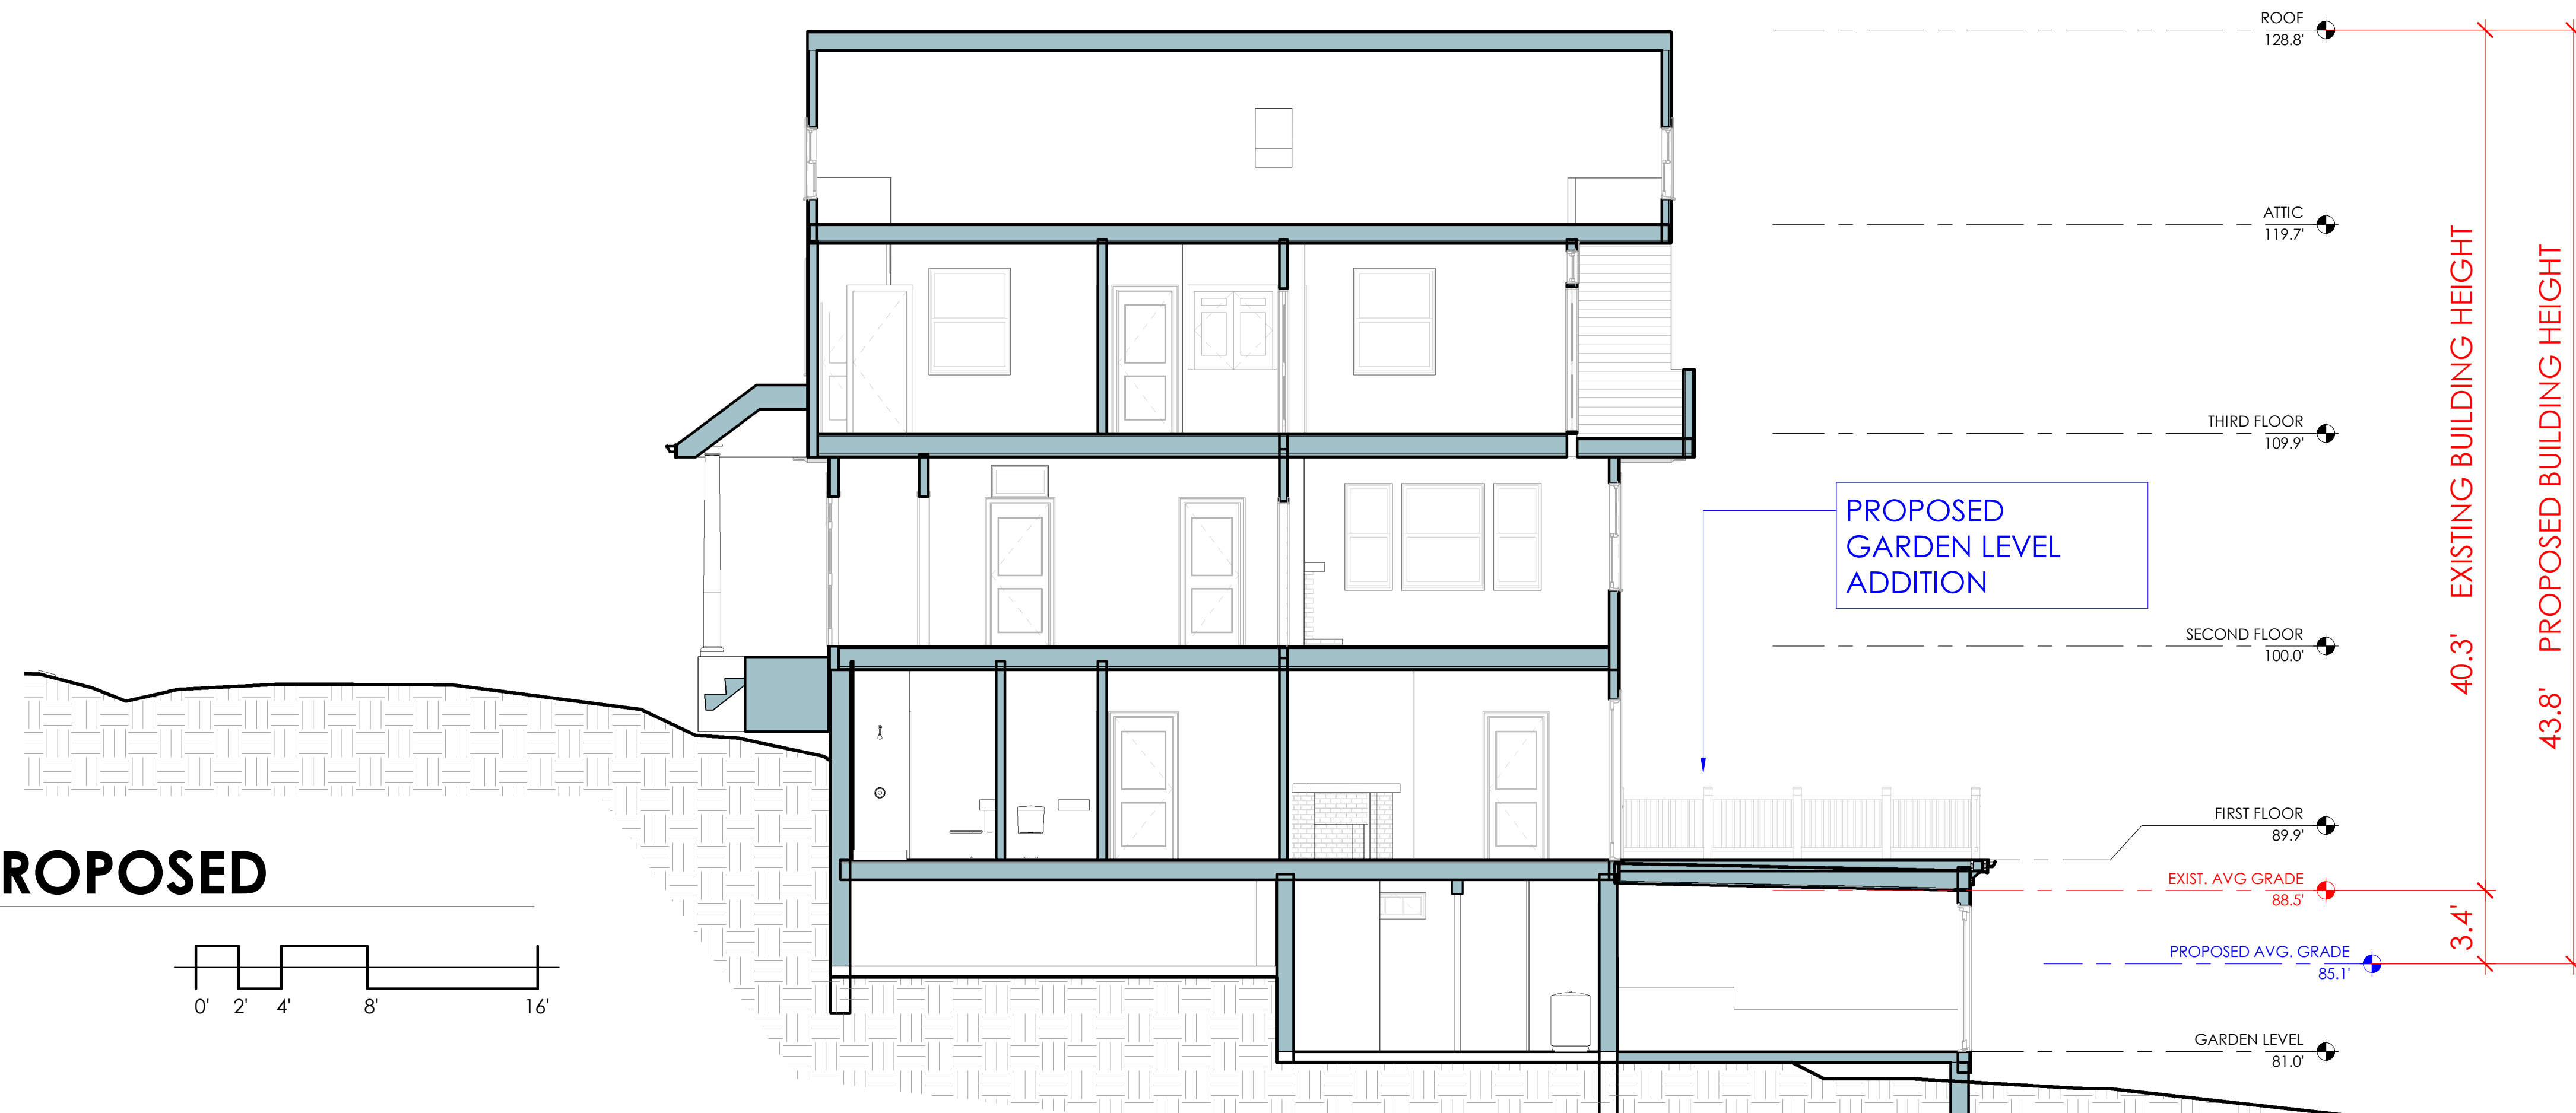 ROOF
128.8'
ATTIC
119.7'
THIRD FLOOR
109.9'
PROPOSED
GARDEN LEVEL
ADDITION
SECOND FLOOR
100.0'
FIRST FLOOR
89.9'
EXIST. AVG GRADE
88.5'
PROPOSED AVG. GRADE
85.1'
GARDEN LEVEL
81.0'
40.3' EXISTING BUILDING HEIGHT
3.4'
43.8' PROPOSED BUILDING HEIGHT
ROPOSED
0' 2' 4' 8' 16'